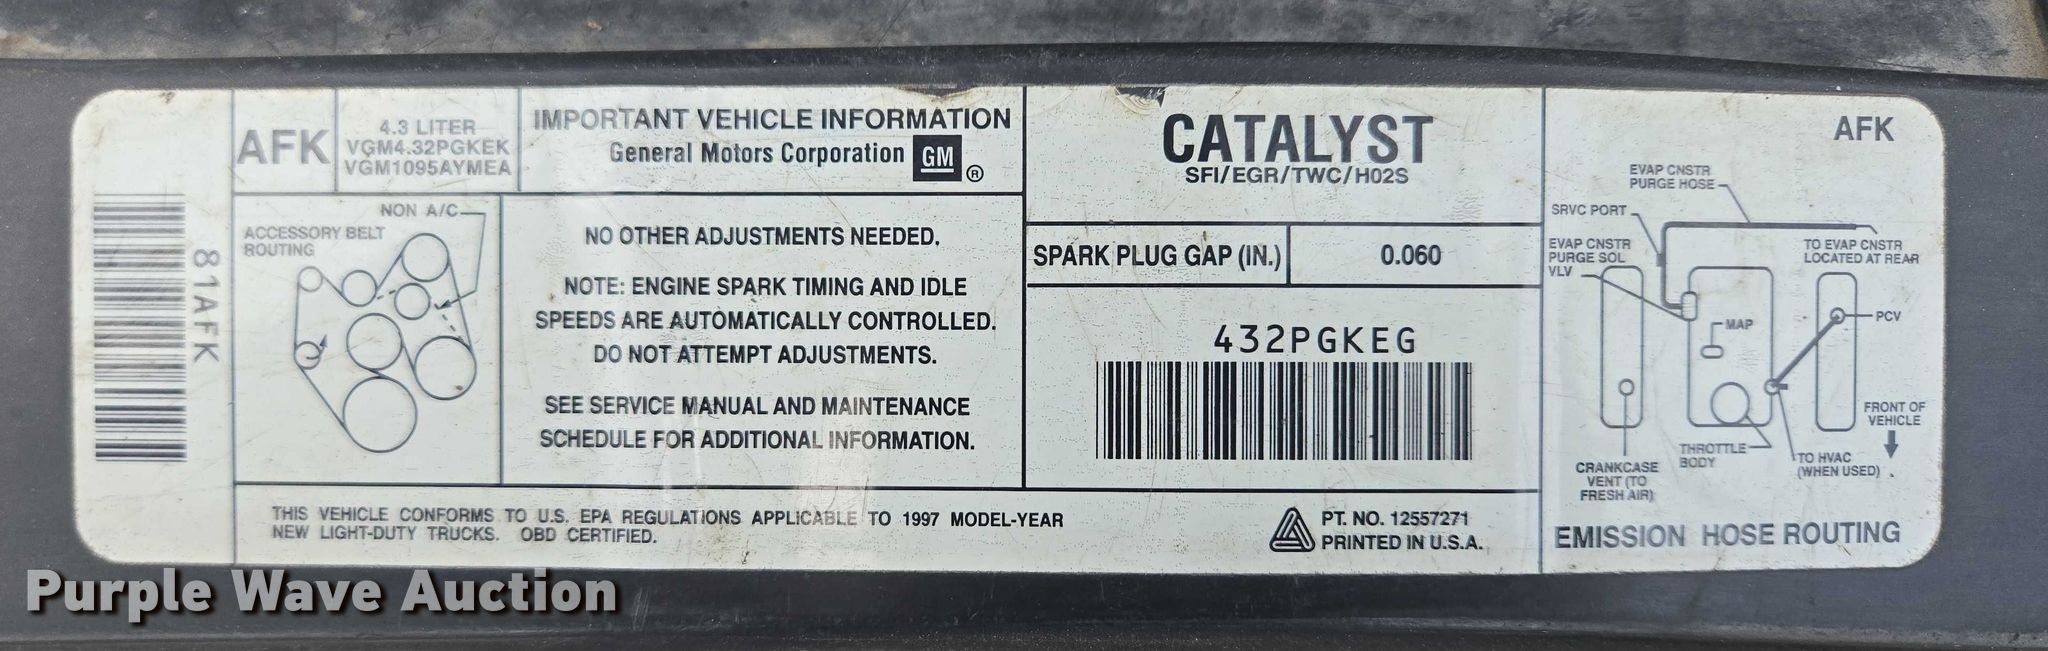 81AFK
AFK
4.3 LITER
VGM4.32PGKEK
VGM1095AYMEA
IMPORTANT VEHICLE INFORMATION
General Motors Corporation GM ®
NON A/C
ACCESSORY BELT
ROUTING
NO OTHER ADJUSTMENTS NEEDED.
NOTE: ENGINE SPARK TIMING AND IDLE
SPEEDS ARE AUTOMATICALLY CONTROLLED.
DO NOT ATTEMPT ADJUSTMENTS.
SEE SERVICE MANUAL AND MAINTENANCE
SCHEDULE FOR ADDITIONAL INFORMATION.
CATALYST
SFI/EGR/TWC/HO2S
SPARK PLUG GAP (IN.) 0.060
432PGKEG
THIS VEHICLE CONFORMS TO U.S. EPA REGULATIONS APPLICABLE TO 1997 MODEL-YEAR
NEW LIGHT-DUTY TRUCKS. OBD CERTIFIED.
PT. NO. 12557271
PRINTED IN U.S.A.
AFK
EVAP CNSTR
PURGE HOSE
SRVC PORT
EVAP CNSTR
PURGE SOL
VLV
TO EVAP CNSTR
LOCATED AT REAR
MAP
PCV
FRONT OF
VEHICLE
THROTTLE
BODY
TO HVAC
(WHEN USED)
CRANKCASE
VENT (TO
FRESH AIR)
EMISSION HOSE ROUTING
Purple Wave Auction